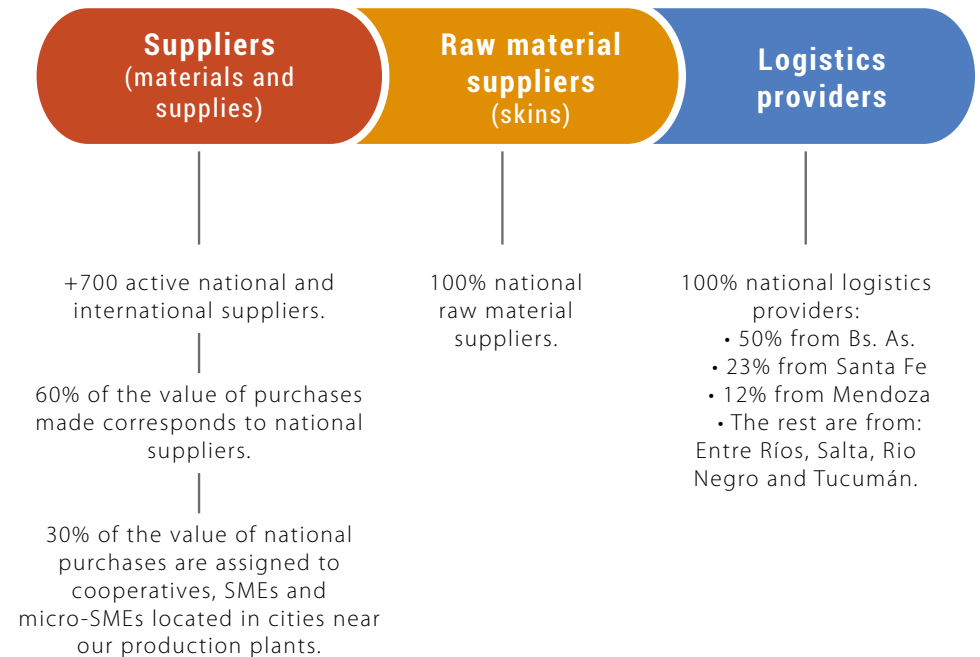 Suppliers
(materials and
supplies)
Raw material
suppliers
(skins)
Logistics
providers
+700 active national and
international suppliers.
60% of the value of purchases
made corresponds to national
suppliers.
30% of the value of national
purchases are assigned to
cooperatives, SMEs and
micro-SMEs located in cities near
our production plants.
100% national
raw material
suppliers.
100% national logistics
providers:
• 50% from Bs. As.
• 23% from Santa Fe
• 12% from Mendoza
• The rest are from:
Entre Ríos, Salta, Rio
Negro and Tucumán.